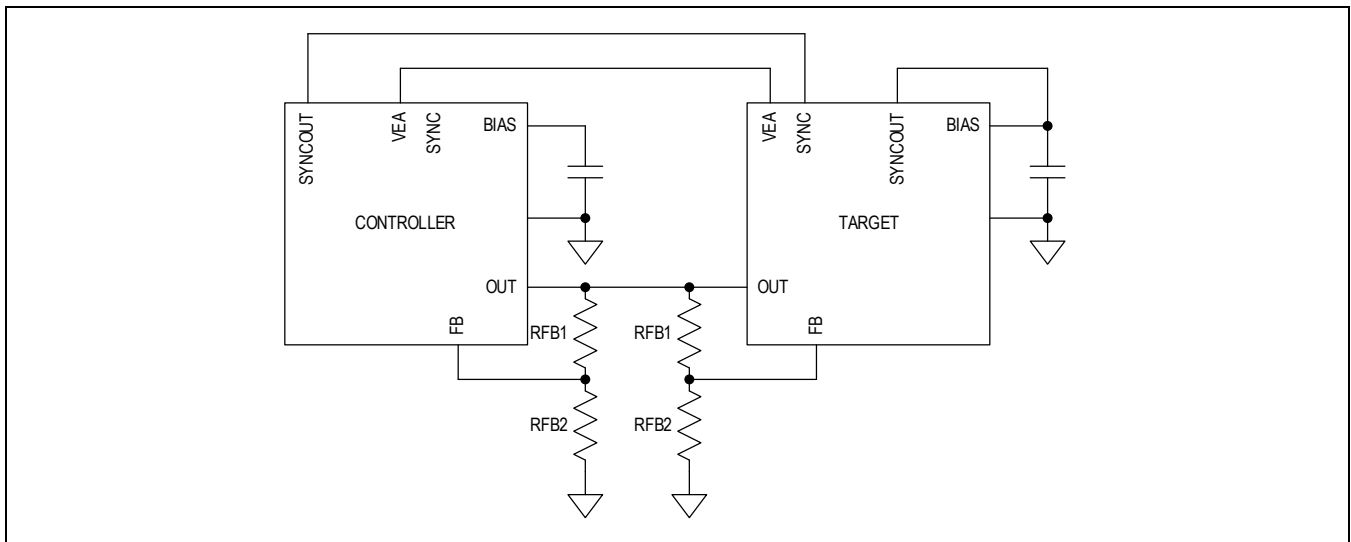 SYNCOUT
VEA
SYNC
BIAS
CONTROLLER
OUT
FB
VEA
SYNC
SYNCOUT
BIAS
TARGET
OUT
FB
RFB1
RFB1
RFB2
RFB2